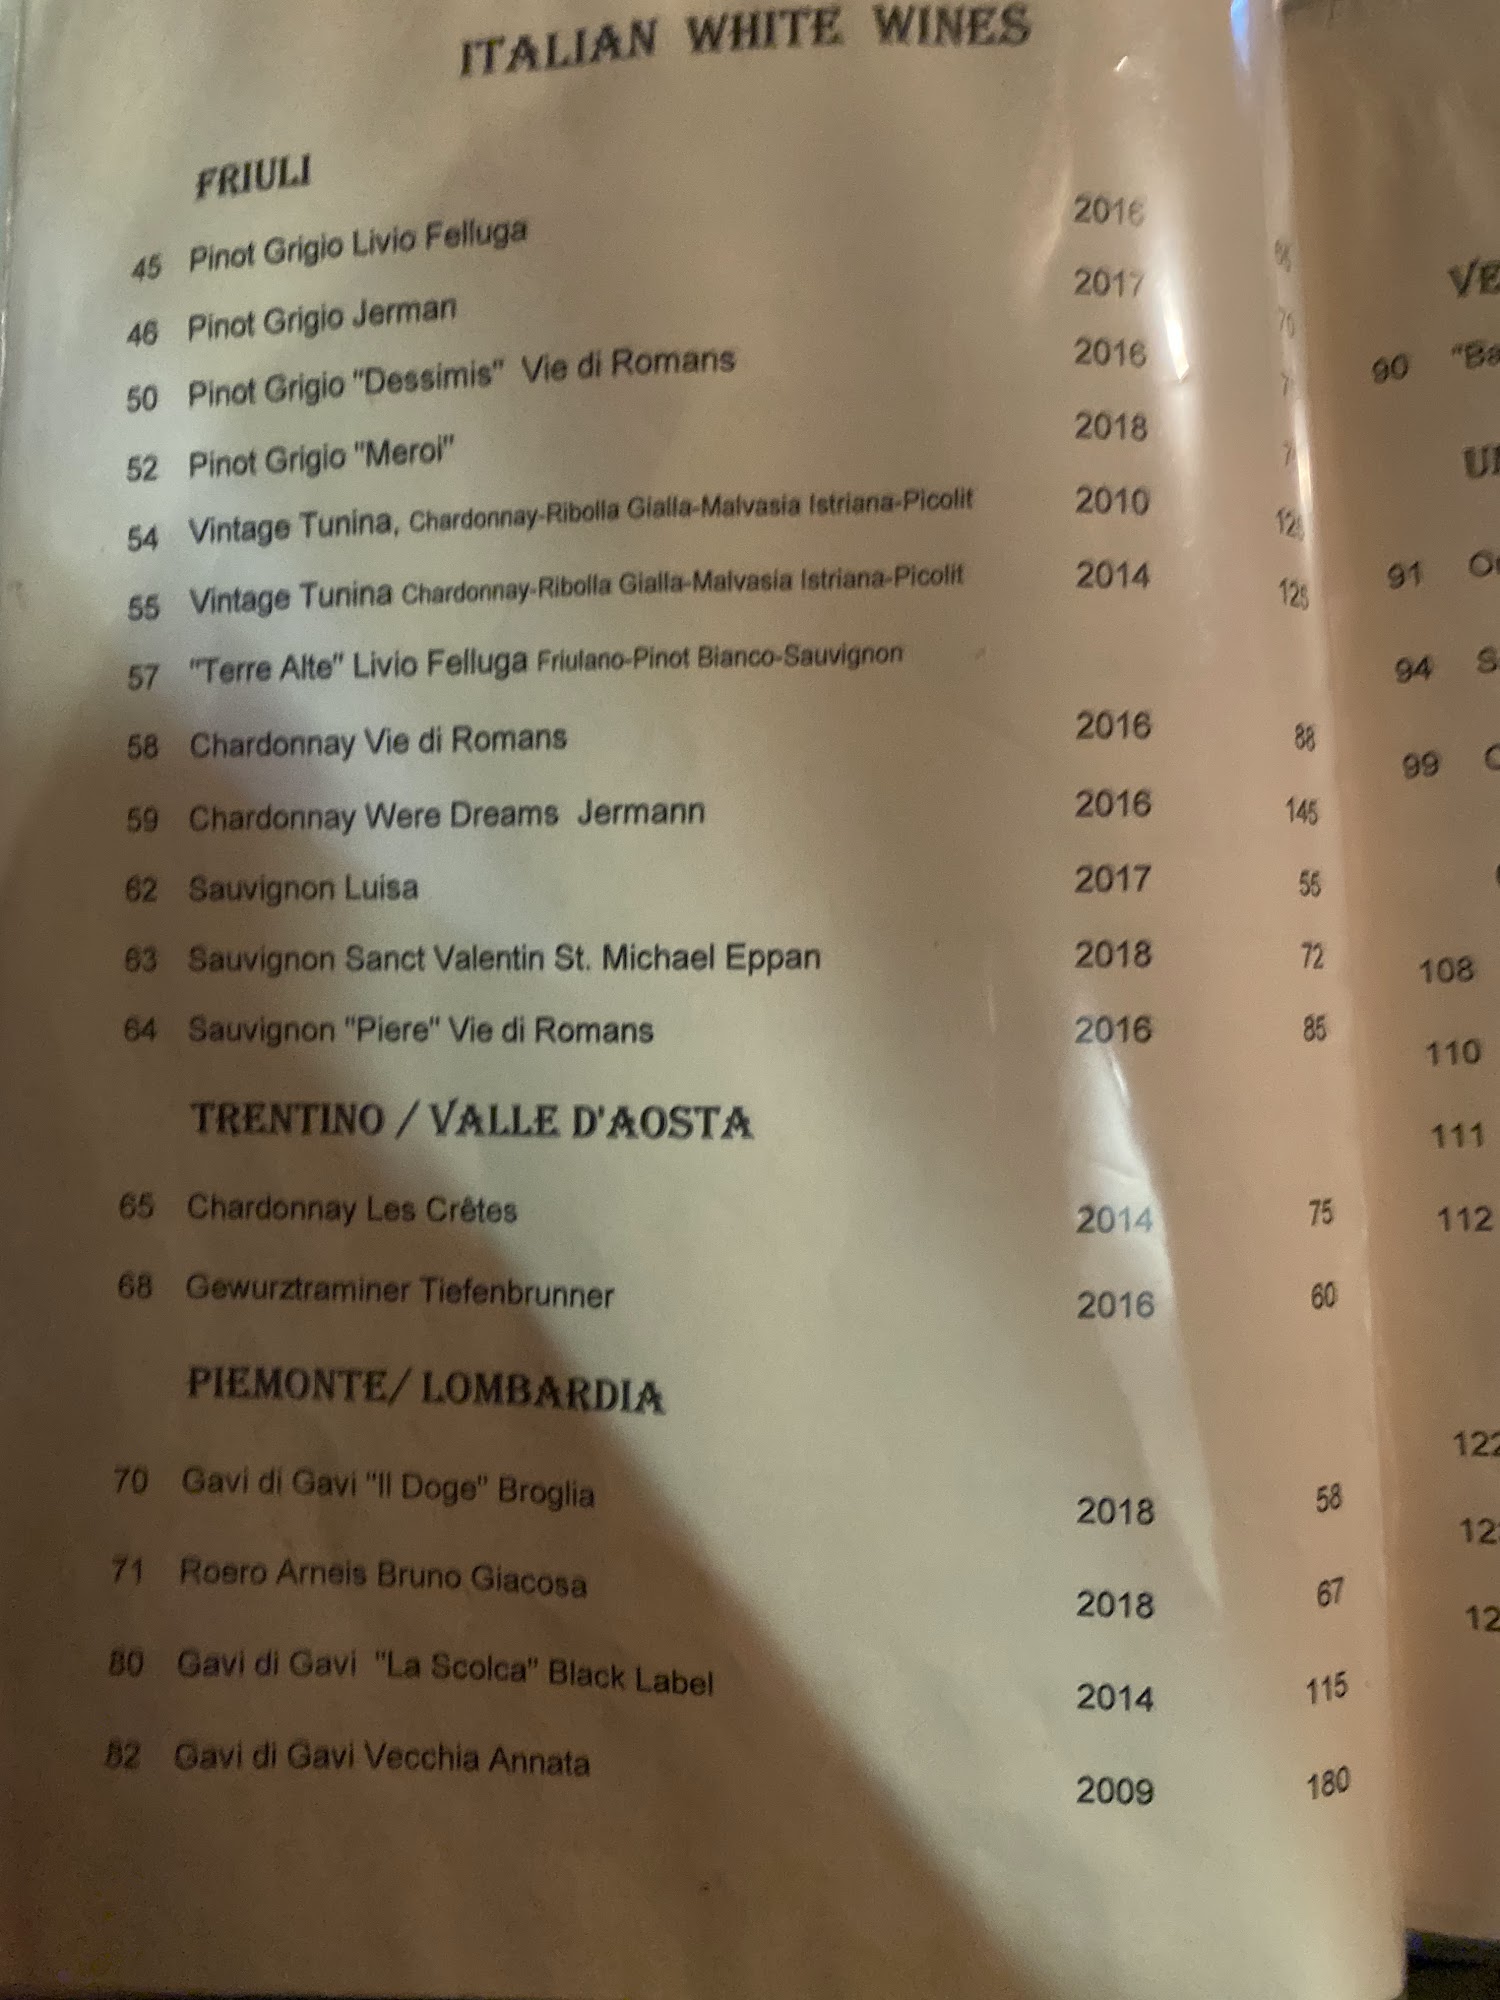 ITALIAN WHITE WINES
FRIULI
45 Pinot Grigio Livio Felluga 2016
46 Pinot Grigio Jerman 2017
50 Pinot Grigio "Dessimis" Vie di Romans 2016
52 Pinot Grigio "Meroi" 2018
54 Vintage Tunina, Chardonnay-Ribolla Gialla-Malvasia Istriana-Picolit 2010
55 Vintage Tunina Chardonnay-Ribolla Gialla-Malvasia Istriana-Picolit 2014
57 "Terre Alte" Livio Felluga Friulano-Pinot Bianco-Sauvignon
58 Chardonnay Vie di Romans 2016 88
59 Chardonnay Were Dreams Jermann 2016 145
62 Sauvignon Luisa 2017 55
63 Sauvignon Sanct Valentin St. Michael Eppan 2018 72
64 Sauvignon "Piere" Vie di Romans 2016 85
TRENTINO / VALLE D'AOSTA
65 Chardonnay Les Crêtes 2014 75
68 Gewurztraminer Tiefenbrunner 2016 60
PIEMONTE/ LOMBARDIA
70 Gavi di Gavi "Il Doge" Broglia 2018 58
71 Roero Arneis Bruno Giacosa 2018 67
80 Gavi di Gavi "La Scolca" Black Label 2014 115
82 Gavi di Gavi Vecchia Annata 2009 180
90
91
94
99
108
110
111
112